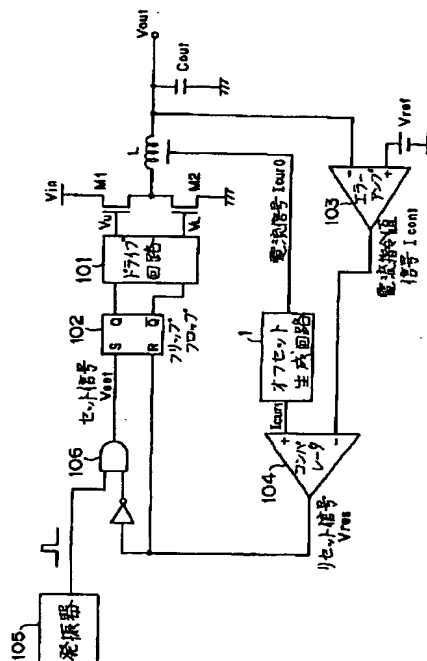 105
発振器
106
セット信号
Vset
102
S
Q
R
Q
フリップ
フロップ
101
ドライブ
回路
Vin
VU
M1
VL
M2
L
Vout
Cout
電流信号 Icur0
1
オフセット
生成回路
Icur1
104
+
-
コンパ
レータ
リセット信号
Vres
103
-
+
エラー
アンプ
Vref
電流指令値
信号 Icont